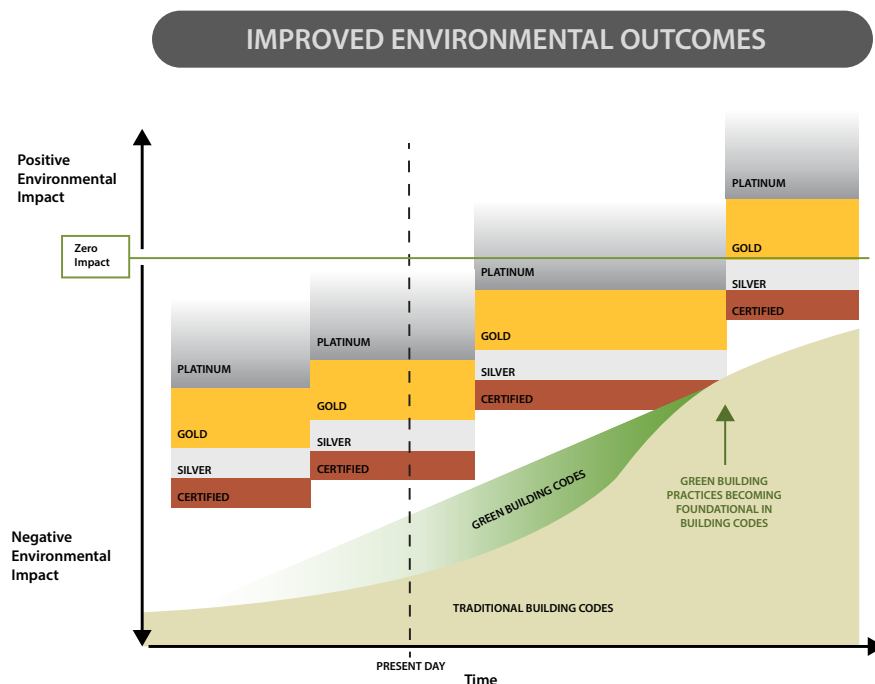 IMPROVED ENVIRONMENTAL OUTCOMES
Positive
Environmental
Impact
Zero
Impact
Negative
Environmental
Impact
PLATINUM
GOLD
SILVER
CERTIFIED
PLATINUM
GOLD
SILVER
CERTIFIED
PLATINUM
GOLD
SILVER
CERTIFIED
PLATINUM
GOLD
SILVER
CERTIFIED
GREEN BUILDING CODES
GREEN BUILDING
PRACTICES BECOMING
FOUNDATIONAL IN
BUILDING CODES
TRADITIONAL BUILDING CODES
PRESENT DAY
Time